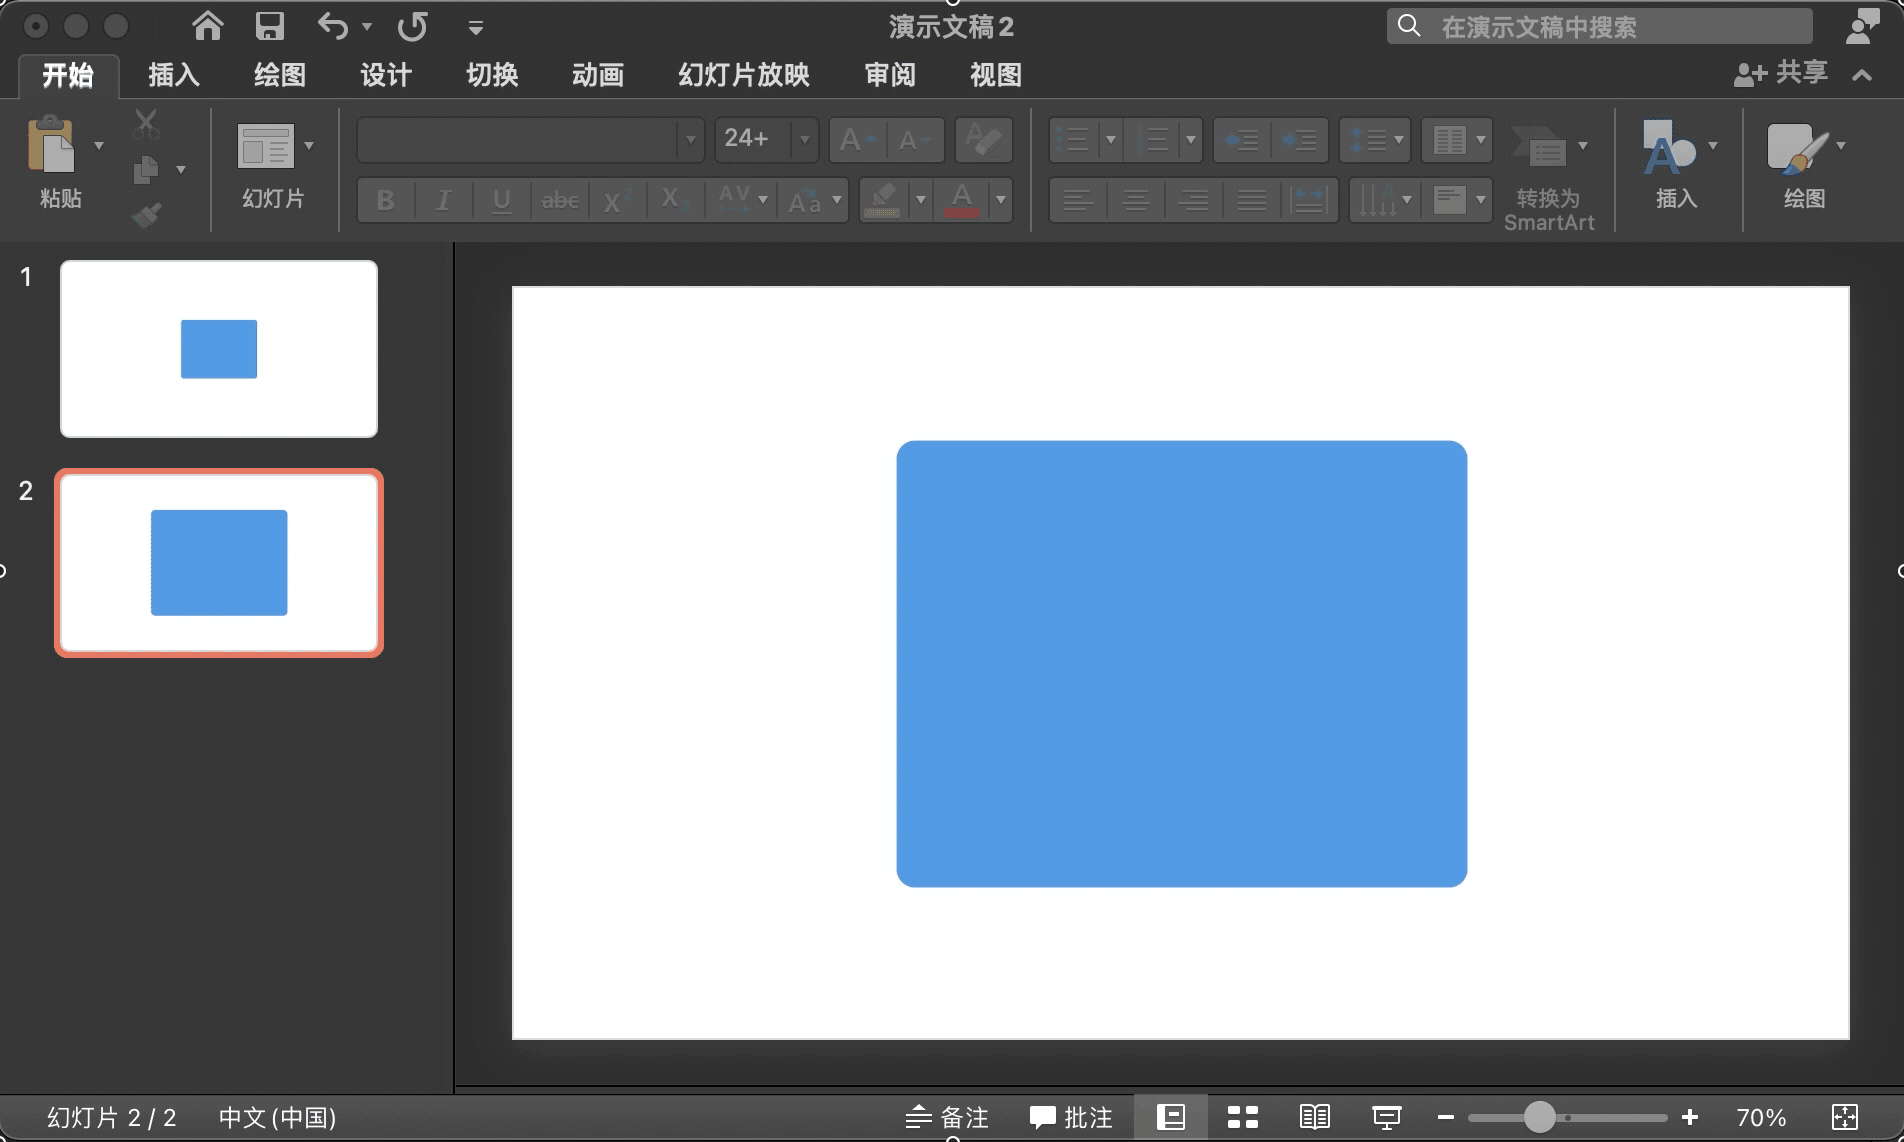 演示文稿2
在演示文稿中搜索
开始 插入 绘图 设计 切换 动画 幻灯片放映 审阅 视图 共享
粘贴
幻灯片
24+
A A A
B I U abc X² X₂ AV Aa A
转换为
SmartArt
A
插入
绘图
1
2
幻灯片 2 / 2 中文 (中国) 备注 批注 70%